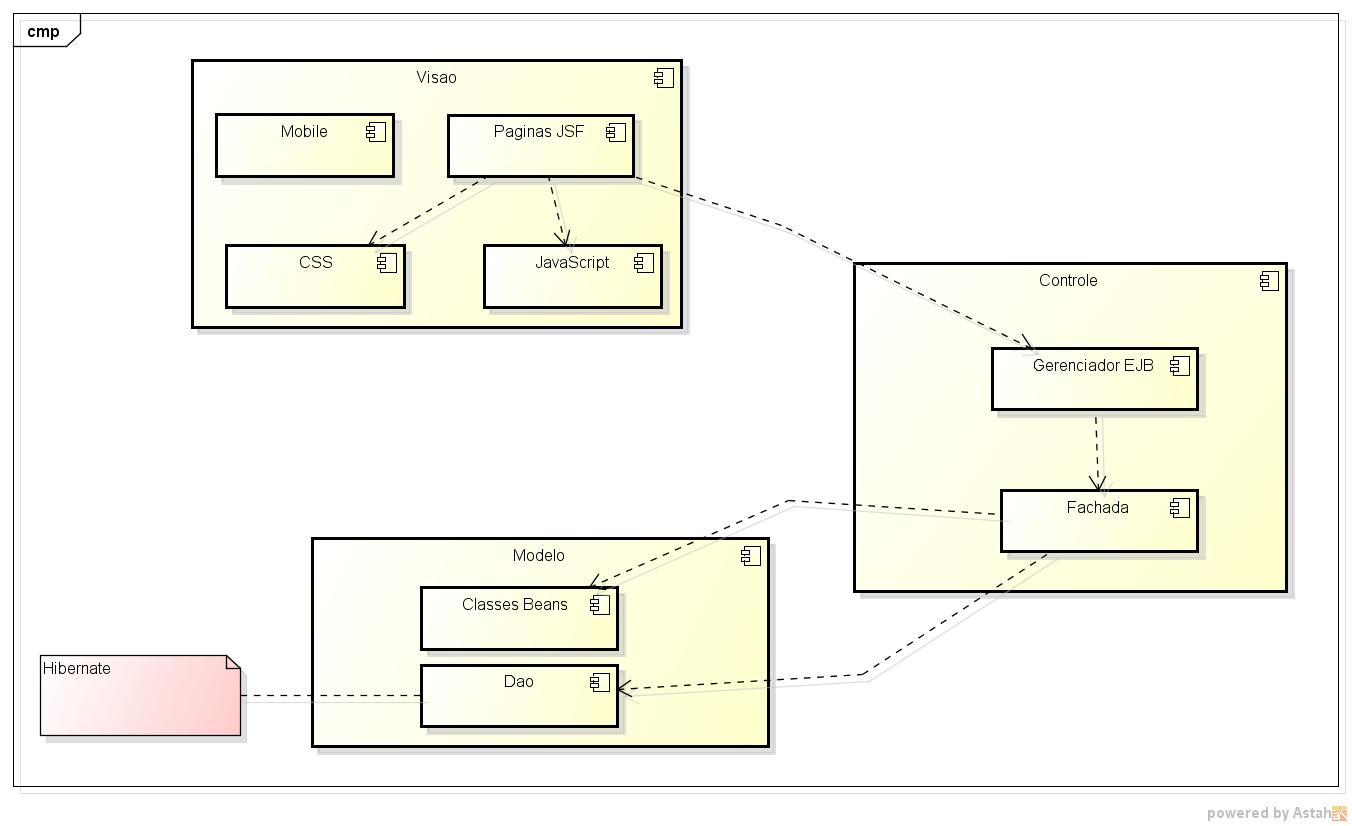 cmp
Visao
Mobile
Paginas JSF
CSS
JavaScript
Controle
Gerenciador EJB
Fachada
Modelo
Classes Beans
Dao
Hibernate
powered by Astah